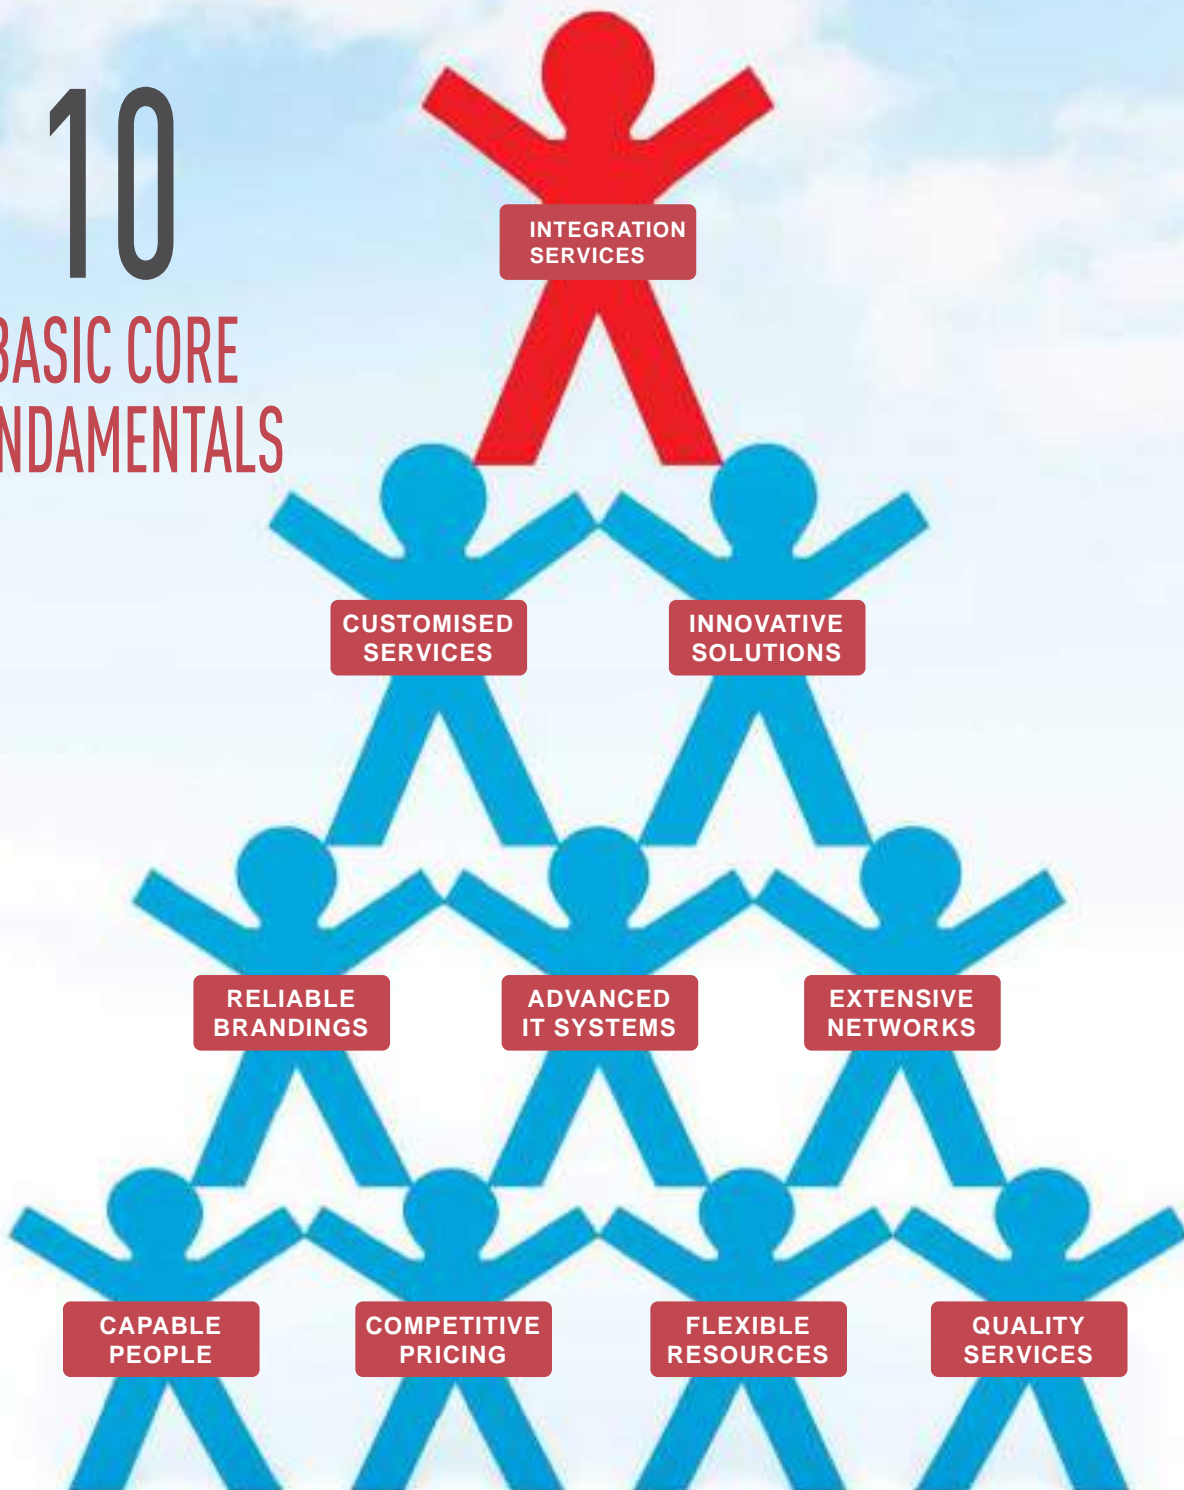 10
BASIC CORE
NDAMENTALS
INTEGRATION
SERVICES
CUSTOMISED
SERVICES
INNOVATIVE
SOLUTIONS
RELIABLE
BRANDINGS
ADVANCED
IT SYSTEMS
EXTENSIVE
NETWORKS
CAPABLE
PEOPLE
COMPETITIVE
PRICING
FLEXIBLE
RESOURCES
QUALITY
SERVICES